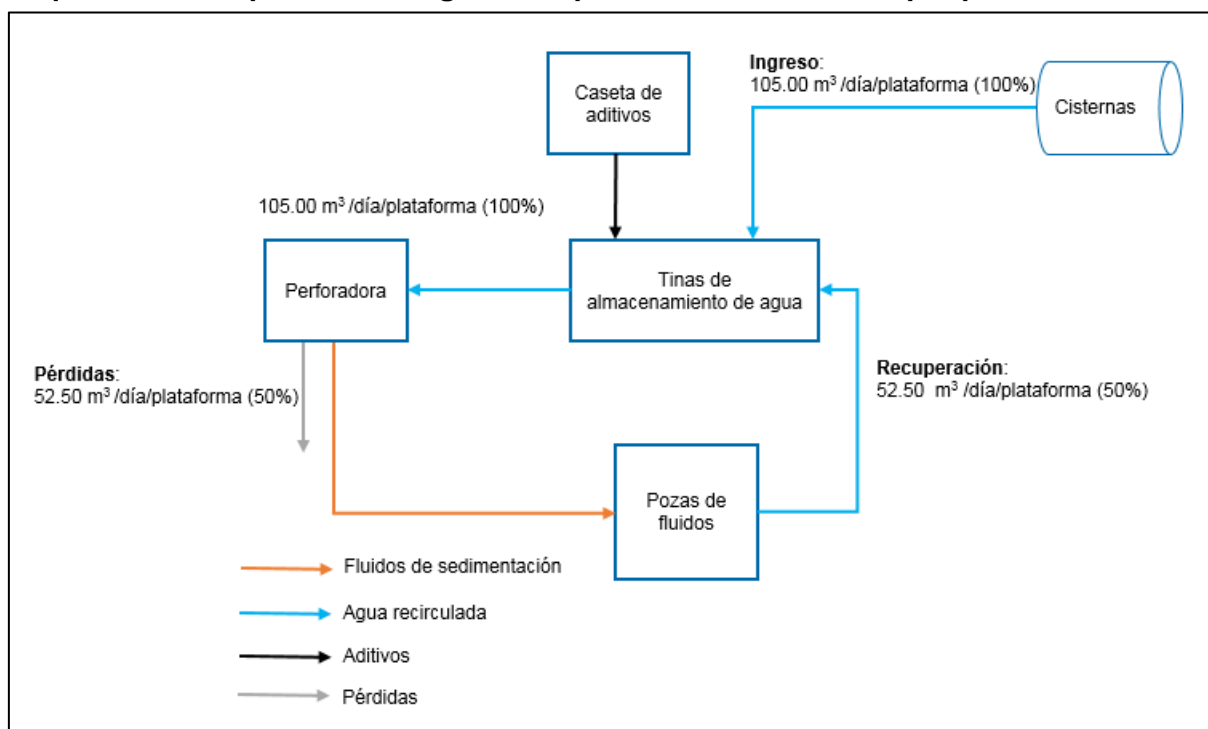 Caseta de
aditivos
Ingreso:
105.00 m³ /día/plataforma (100%)
Cisternas
105.00 m³ /día/plataforma (100%)
Perforadora
Tinas de
almacenamiento de agua
Pérdidas:
52.50 m³ /día/plataforma (50%)
Recuperación:
52.50 m³ /día/plataforma (50%)
Pozas de
fluidos
Fluidos de sedimentación
Agua recirculada
Aditivos
Pérdidas